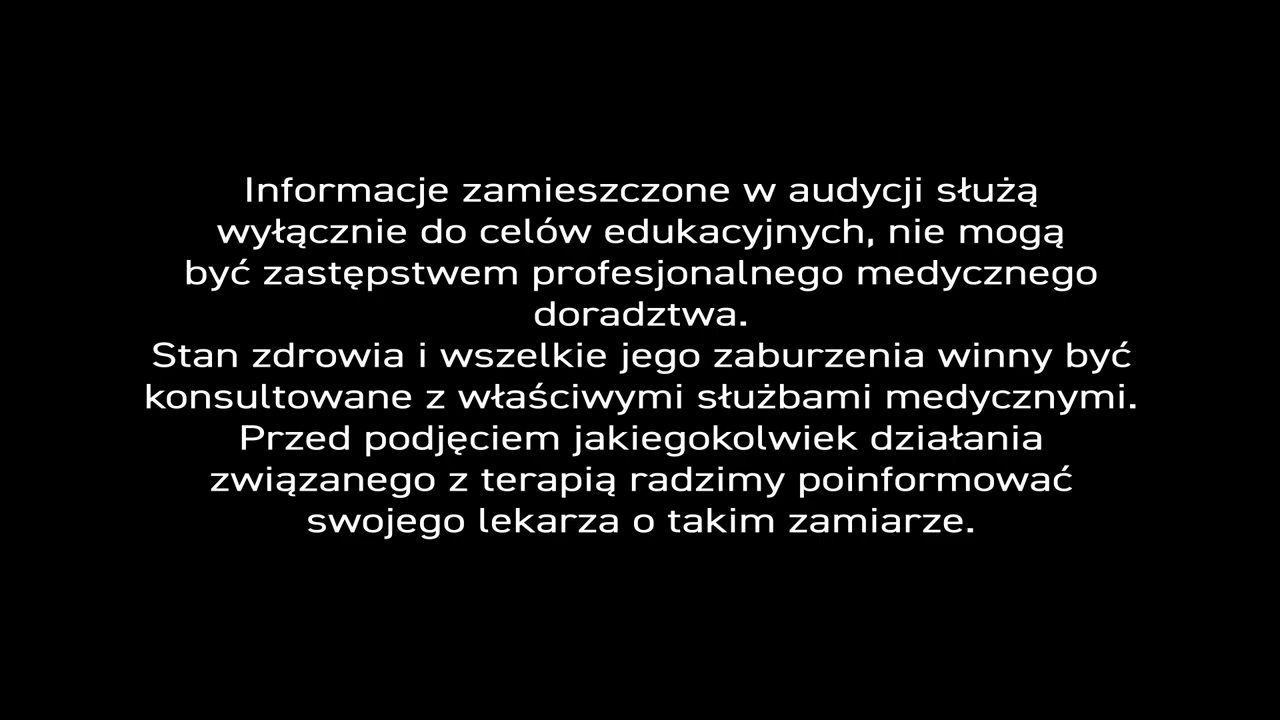 Informacje zamieszczone w audycji służą
wyłącznie do celów edukacyjnych, nie mogą
być zastępstwem profesjonalnego medycznego
doradztwa.
Stan zdrowia i wszelkie jego zaburzenia winny być
konsultowane z właściwymi służbami medycznymi.
Przed podjęciem jakiegokolwiek działania
związanego z terapią radzimy poinformować
swojego lekarza o takim zamiarze.